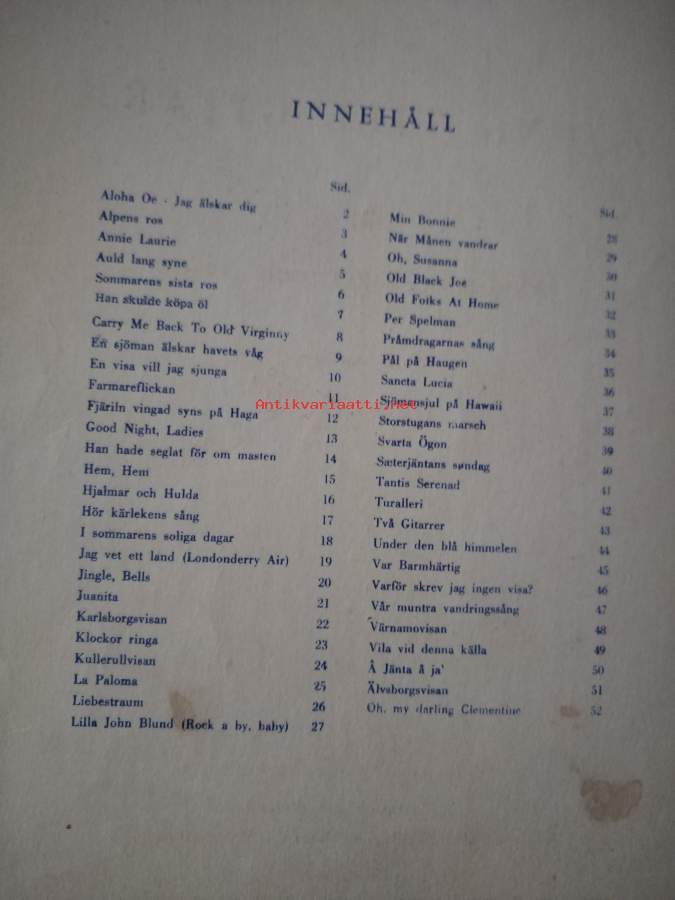 INNEHÅLL
Sid.
Aloha Oe - Jag älskar dig 2
Alpens ros 3
Annie Laurie 4
Auld lang syne 5
Sommarens sista ros 6
Han skulde köpa öl 7
Carry Me Back To Old Virginny 8
En sjöman älskar havets våg 9
En visa vill jag sjunga 10
Farmareflickan 11
Fjäriln vingad syns på Haga 12
Good Night, Ladies 13
Han hade seglat för om masten 14
Hem, Hem 15
Hjalmar och Hulda 16
Hör kärlekens sång 17
I sommarens soliga dagar 18
Jag vet ett land (Londonderry Air) 19
Jingle, Bells 20
Juanita 21
Karlsborgsvisan 22
Klockor ringa 23
Kullerullvisan 24
La Paloma 25
Liebestraum 26
Lilla John Blund (Rock a by, baby) 27
Sid.
Min Bonnie 28
När Månen vandrar 29
Oh, Susanna 30
Old Black Joe 31
Old Folks At Home 32
Per Spelman 33
Pråmdragarnas sång 34
Pål på Haugen 35
Sancta Lucia 36
Sjömansjul på Hawaii 37
Storstugans marsch 38
Svarta Ögon 39
Sæterjäntans søndag 40
Tantis Serenad 41
Turalleri 42
Två Gitarrer 43
Under den blå himmelen 44
Var Barmhärtig 45
Varför skrev jag ingen visa? 46
Vår muntra vandringssång 47
Värnamovisan 48
Vila vid denna källa 49
Å Jänta å ja' 50
Älvsborgsvisan 51
Oh, my darling Clementine 52
Antikvariaatti.net